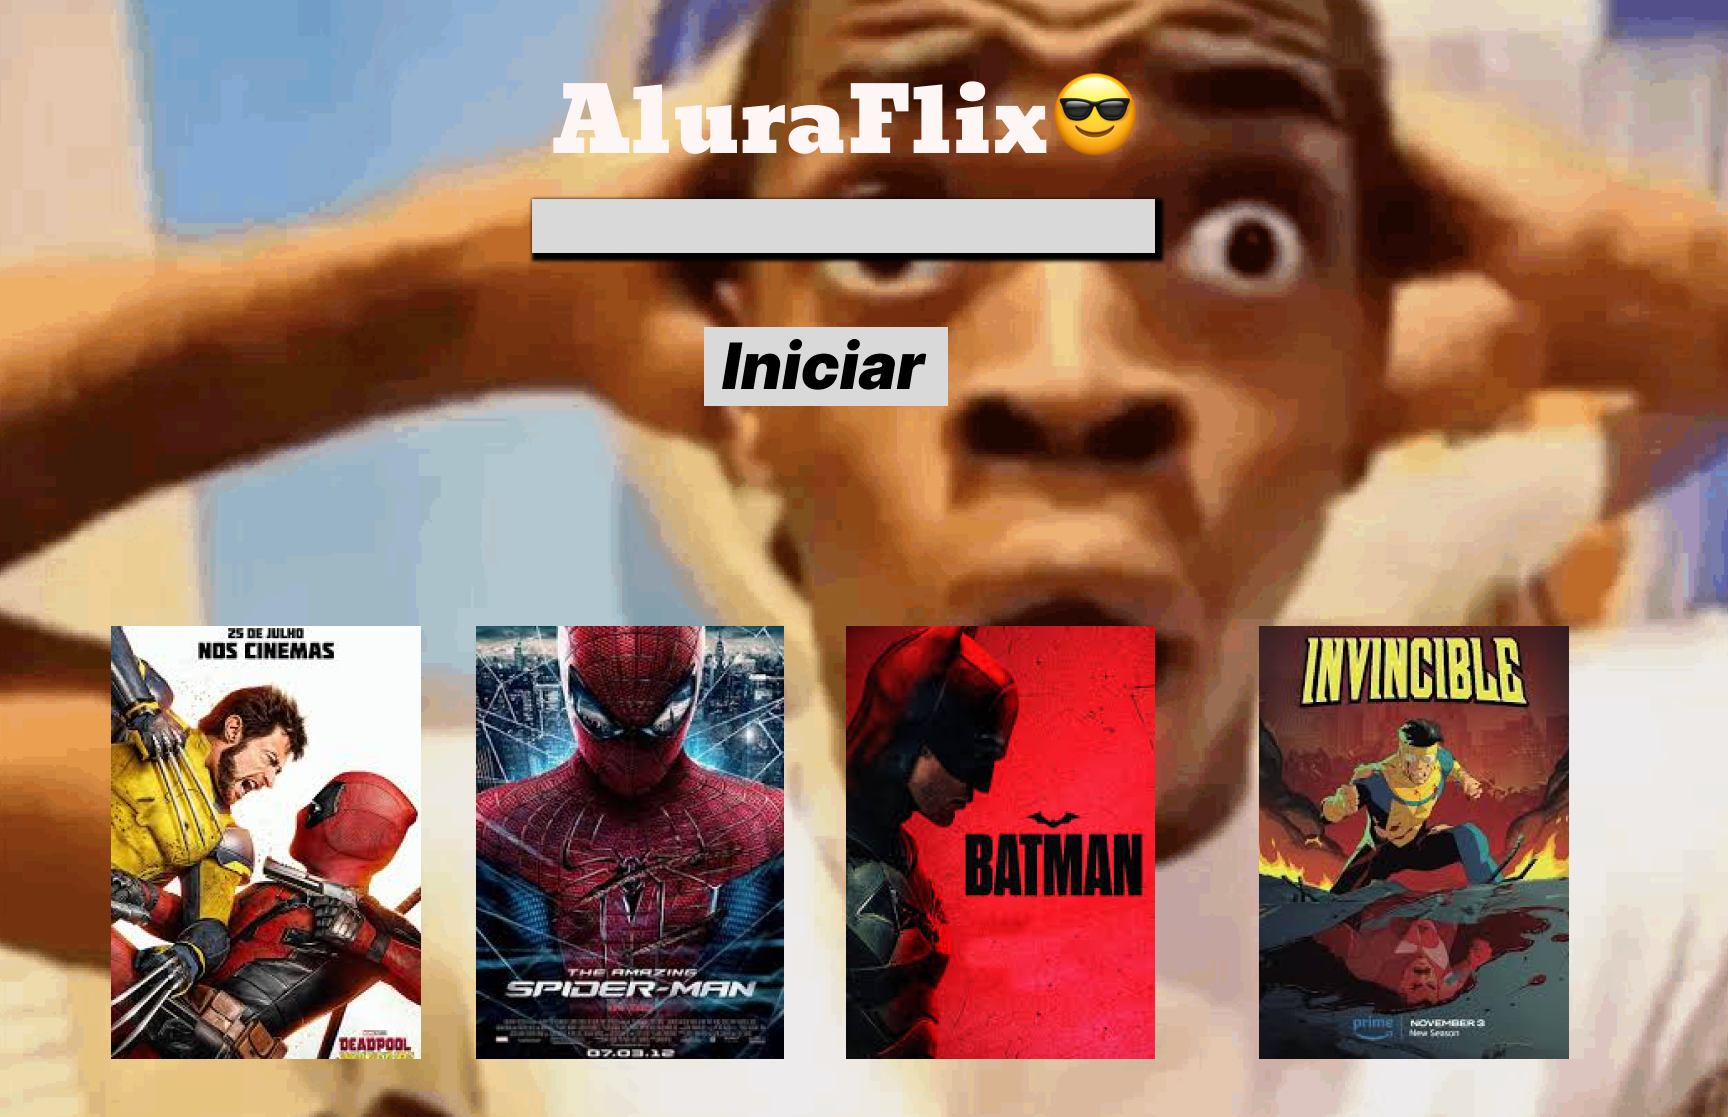 AluraFlix😎
Iniciar
25 DE JULHO
NOS CINEMAS
DEADPOOL
THE AMAZING
SPIDER-MAN
07.03.12
BATMAN
INVINCIBLE
prime
NOVEMBER 3
New Season